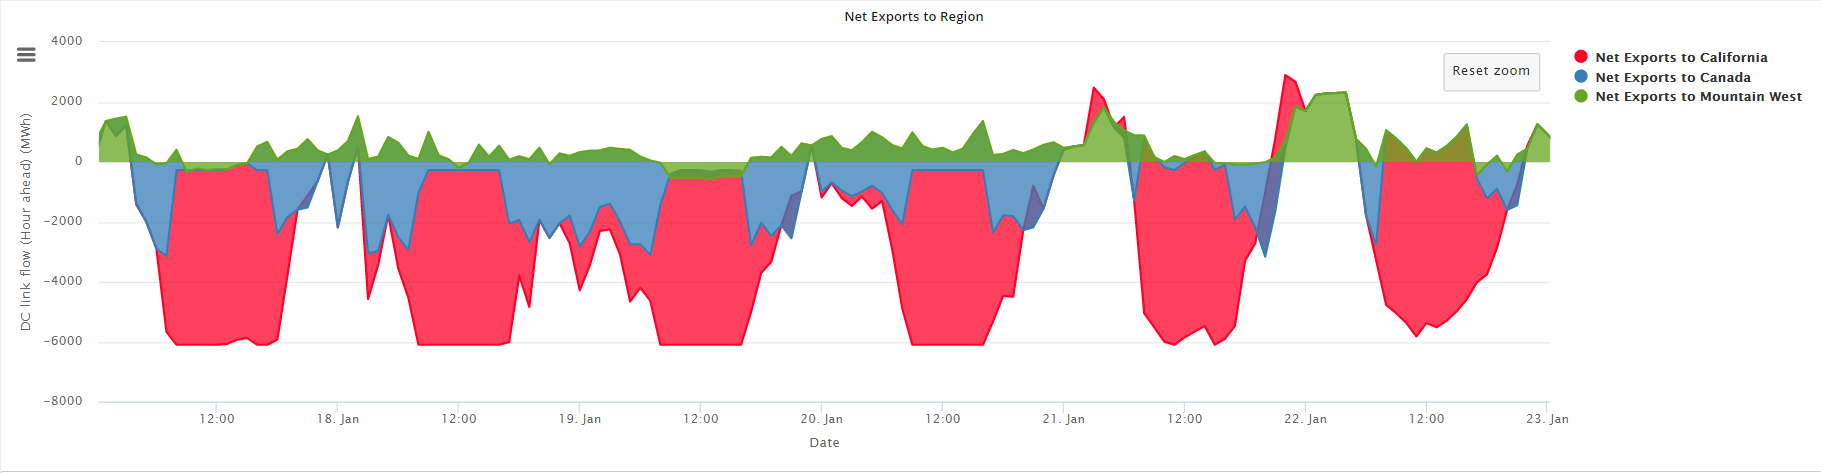 Net Exports to Region
Reset zoom
Net Exports to California
Net Exports to Canada
Net Exports to Mountain West
DC link flow (Hour ahead) (MWh)
4000
2000
0
-2000
-4000
-6000
-8000
12:00 18. Jan 12:00 19. Jan 12:00 20. Jan 12:00 21. Jan 12:00 22. Jan 12:00 23. Jan
Date